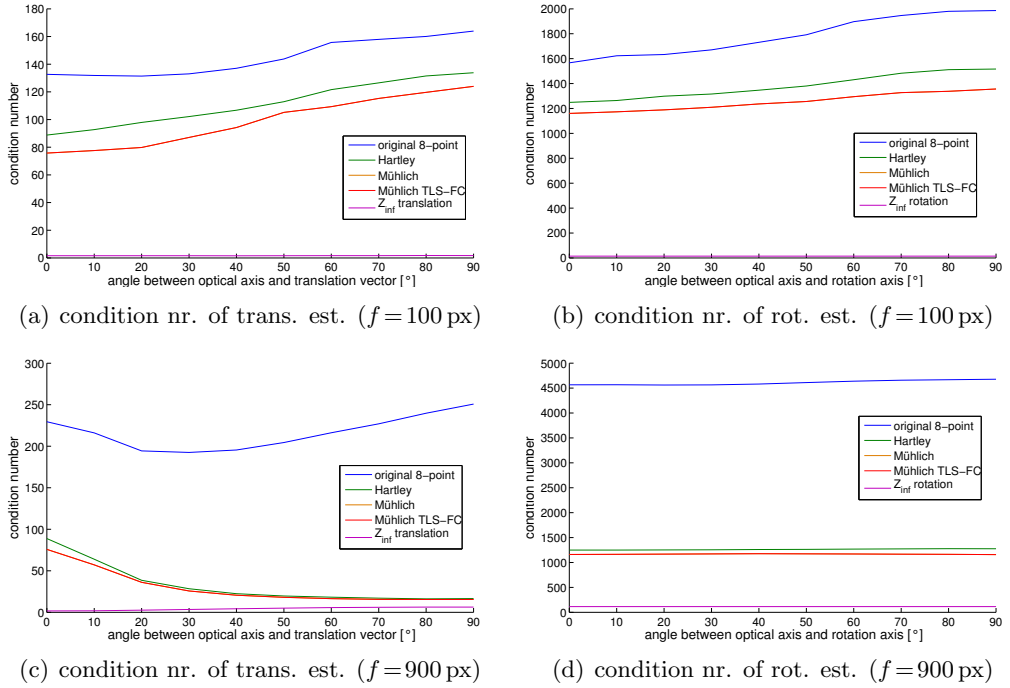 180
160
140
120
100
80
60
40
20
0
condition number
original 8−point
Hartley
Mühlich
Mühlich TLS−FC
Z_inf translation
0 10 20 30 40 50 60 70 80 90
angle between optical axis and translation vector [°]
(a) condition nr. of trans. est. (f = 100 px)
2000
1800
1600
1400
1200
1000
800
600
400
200
0
condition number
original 8−point
Hartley
Mühlich
Mühlich TLS−FC
Z_inf rotation
0 10 20 30 40 50 60 70 80 90
angle between optical axis and rotation axis [°]
(b) condition nr. of rot. est. (f = 100 px)
300
250
200
150
100
50
0
condition number
original 8−point
Hartley
Mühlich
Mühlich TLS−FC
Z_inf translation
0 10 20 30 40 50 60 70 80 90
angle between optical axis and translation vector [°]
(c) condition nr. of trans. est. (f = 900 px)
5000
4500
4000
3500
3000
2500
2000
1500
1000
500
0
condition number
original 8−point
Hartley
Mühlich
Mühlich TLS−FC
Z_inf rotation
0 10 20 30 40 50 60 70 80 90
angle between optical axis and rotation axis [°]
(d) condition nr. of rot. est. (f = 900 px)